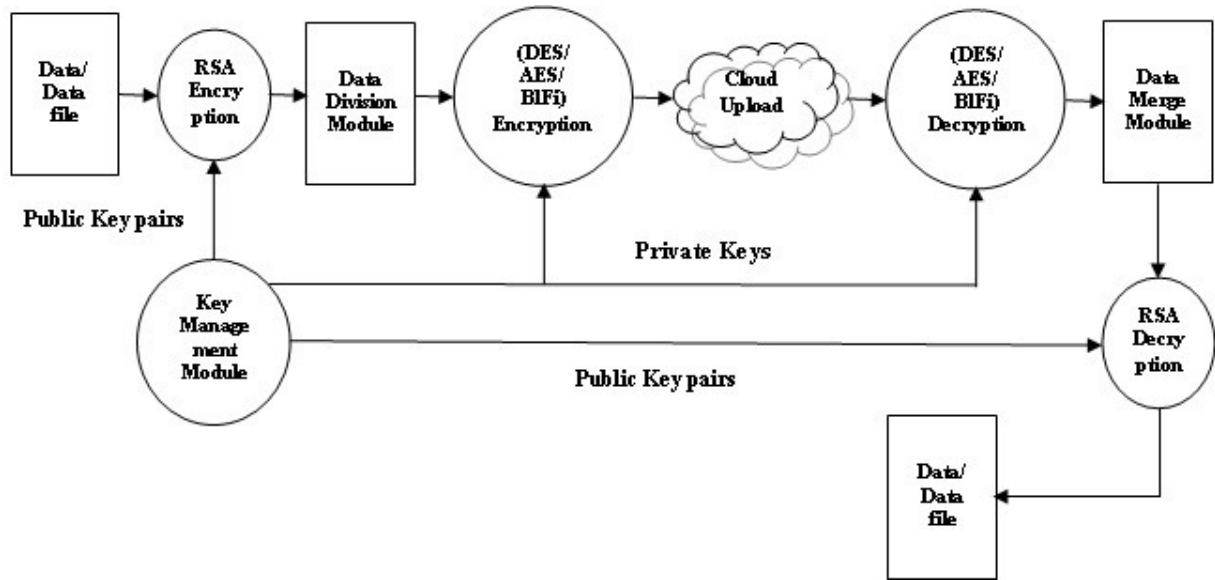 Data/
Data
file
RSA
Encry
ption
Data
Division
Module
(DES/
AES/
BlFi)
Encryption
Cloud
Upload
(DES/
AES/
BlFi)
Decryption
Data
Merge
Module
Public Key pairs
Private Keys
Key
Manage
ment
Module
RSA
Decry
ption
Public Key pairs
Data/
Data
file